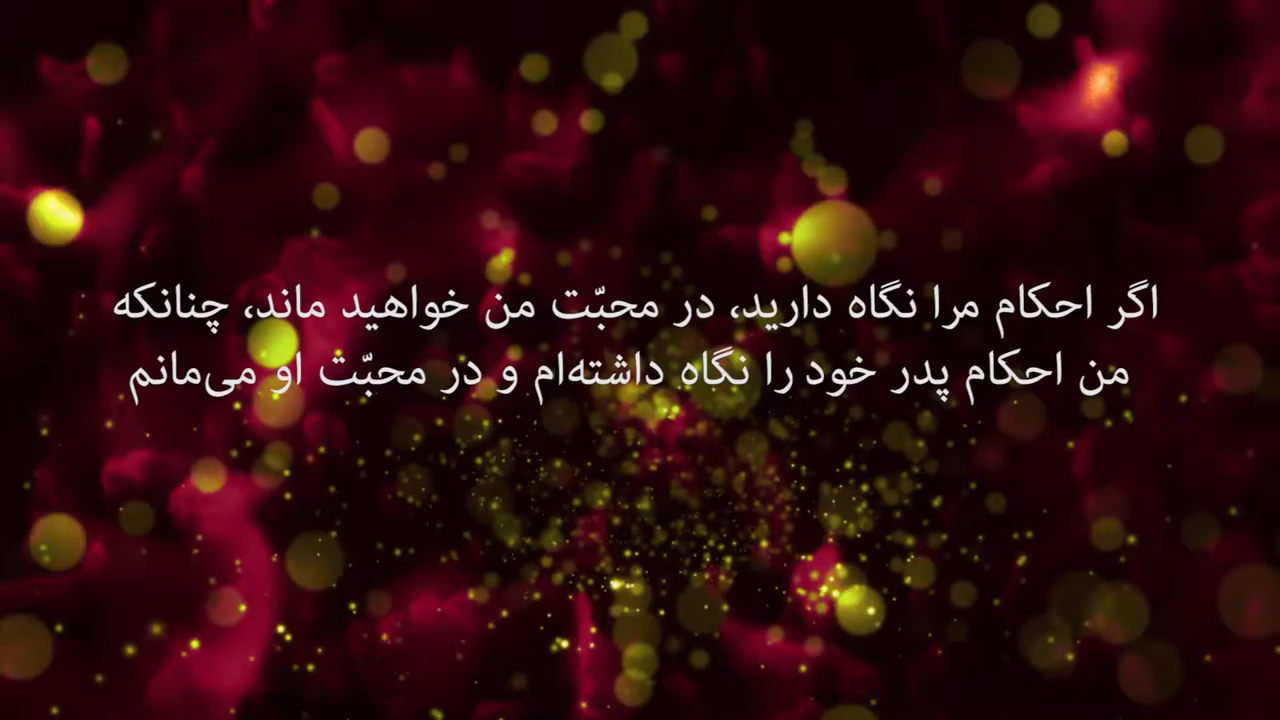 اگر احکام مرا نگاه دارید، در محبّت من خواهید ماند، چنانکه
من احکام پدر خود را نگاه داشته‌ام و در محبّت او می‌مانم